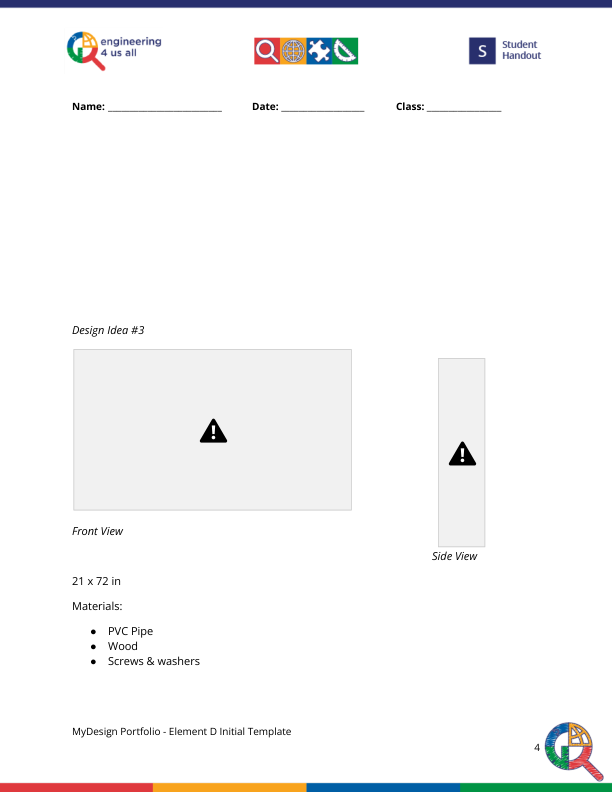 engineering
4 us all
S
Student
Handout
Name: ______________________ Date: ________________ Class: ______________
Design Idea #3
Front View
Side View
21 x 72 in
Materials:
● PVC Pipe
● Wood
● Screws & washers
MyDesign Portfolio - Element D Initial Template
4